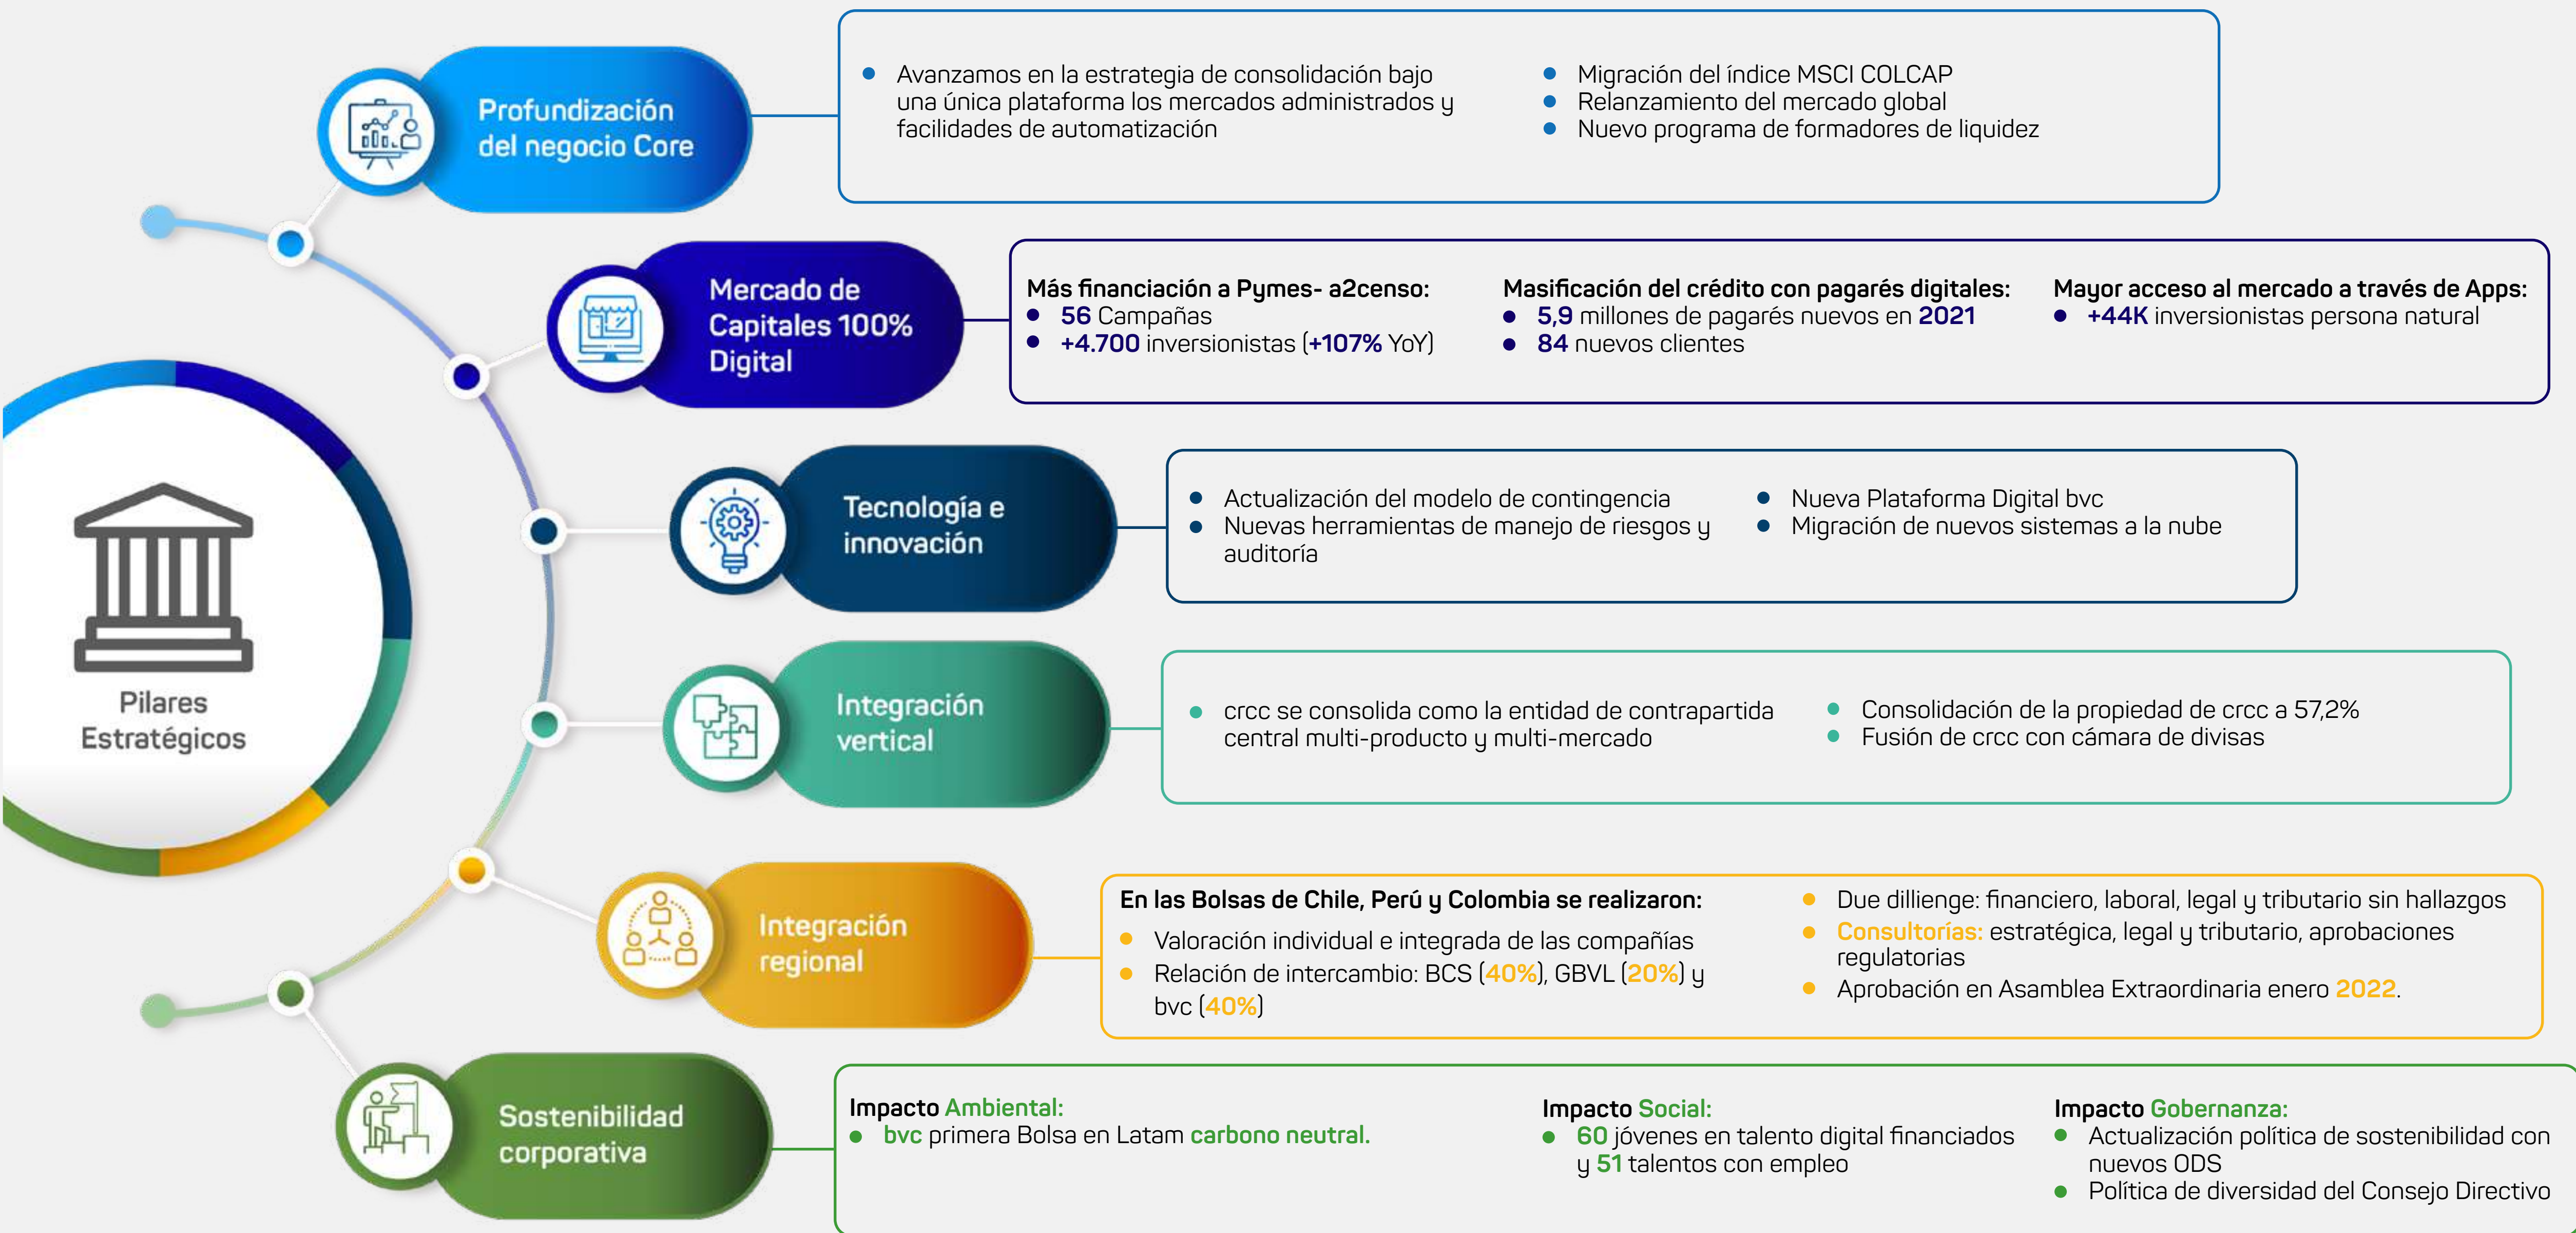 Pilares
Estratégicos
Profundización
del negocio Core
Avanzamos en la estrategia de consolidación bajo
una única plataforma los mercados administrados y
facilidades de automatización
Migración del índice MSCI COLCAP
Relanzamiento del mercado global
Nuevo programa de formadores de liquidez
Mercado de
Capitales 100%
Digital
Más financiación a Pymes- a2censo:
56 Campañas
+4.700 inversionistas (+107% YoY)
Masificación del crédito con pagarés digitales:
5,9 millones de pagarés nuevos en 2021
84 nuevos clientes
Mayor acceso al mercado a través de Apps:
+44K inversionistas persona natural
Tecnología e
innovación
Actualización del modelo de contingencia
Nuevas herramientas de manejo de riesgos y
auditoría
Nueva Plataforma Digital bvc
Migración de nuevos sistemas a la nube
Integración
vertical
crcc se consolida como la entidad de contrapartida
central multi-producto y multi-mercado
Consolidación de la propiedad de crcc a 57,2%
Fusión de crcc con cámara de divisas
Integración
regional
En las Bolsas de Chile, Perú y Colombia se realizaron:
Valoración individual e integrada de las compañías
Relación de intercambio: BCS (40%), GBVL (20%) y
bvc (40%)
Due dillienge: financiero, laboral, legal y tributario sin hallazgos
Consultorías: estratégica, legal y tributario, aprobaciones
regulatorias
Aprobación en Asamblea Extraordinaria enero 2022.
Sostenibilidad
corporativa
Impacto Ambiental:
bvc primera Bolsa en Latam carbono neutral.
Impacto Social:
60 jóvenes en talento digital financiados
y 51 talentos con empleo
Impacto Gobernanza:
Actualización política de sostenibilidad con
nuevos ODS
Política de diversidad del Consejo Directivo